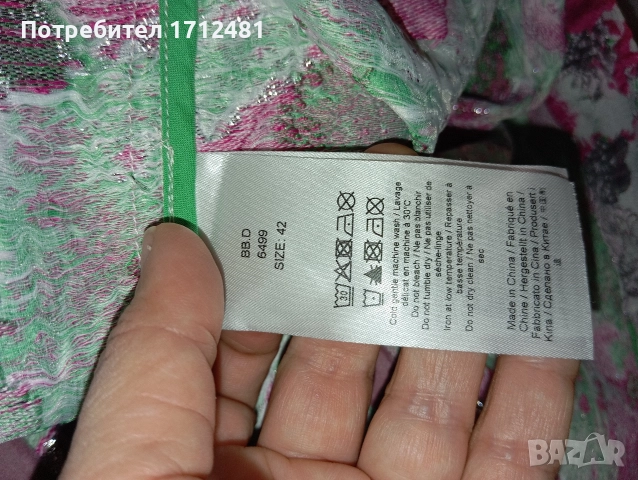 Потребител 1712481
BB.D
6499
SIZE: 42
30
Cold gentle machine wash / Lavage
délicat en machine à 30°C
Do not bleach / Ne pas blanchir
Do not tumble dry / Ne pas utiliser de
sèche-linge
Iron at low temperature / Repasser à
basse température
Do not dry clean / Ne pas nettoyer à
sec
Made in China / Fabriqué en
Chine / Hergestellt in China /
Fabbricato in Cina / Produsert i
Kina / Сделано в Китае /
BAZAR